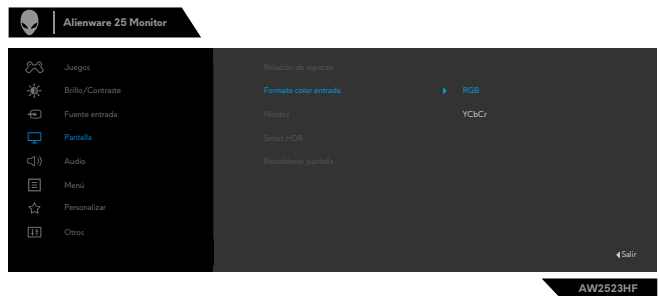 Alienware 25 Monitor
Juegos
Relación de aspecto
Brillo/Contraste
Formato color entrada
RGB
Fuente entrada
Nitidez
YCbCr
Pantalla
Smart HDR
Audio
Restablecer pantalla
Menú
Personalizar
Otros
Salir
AW2523HF